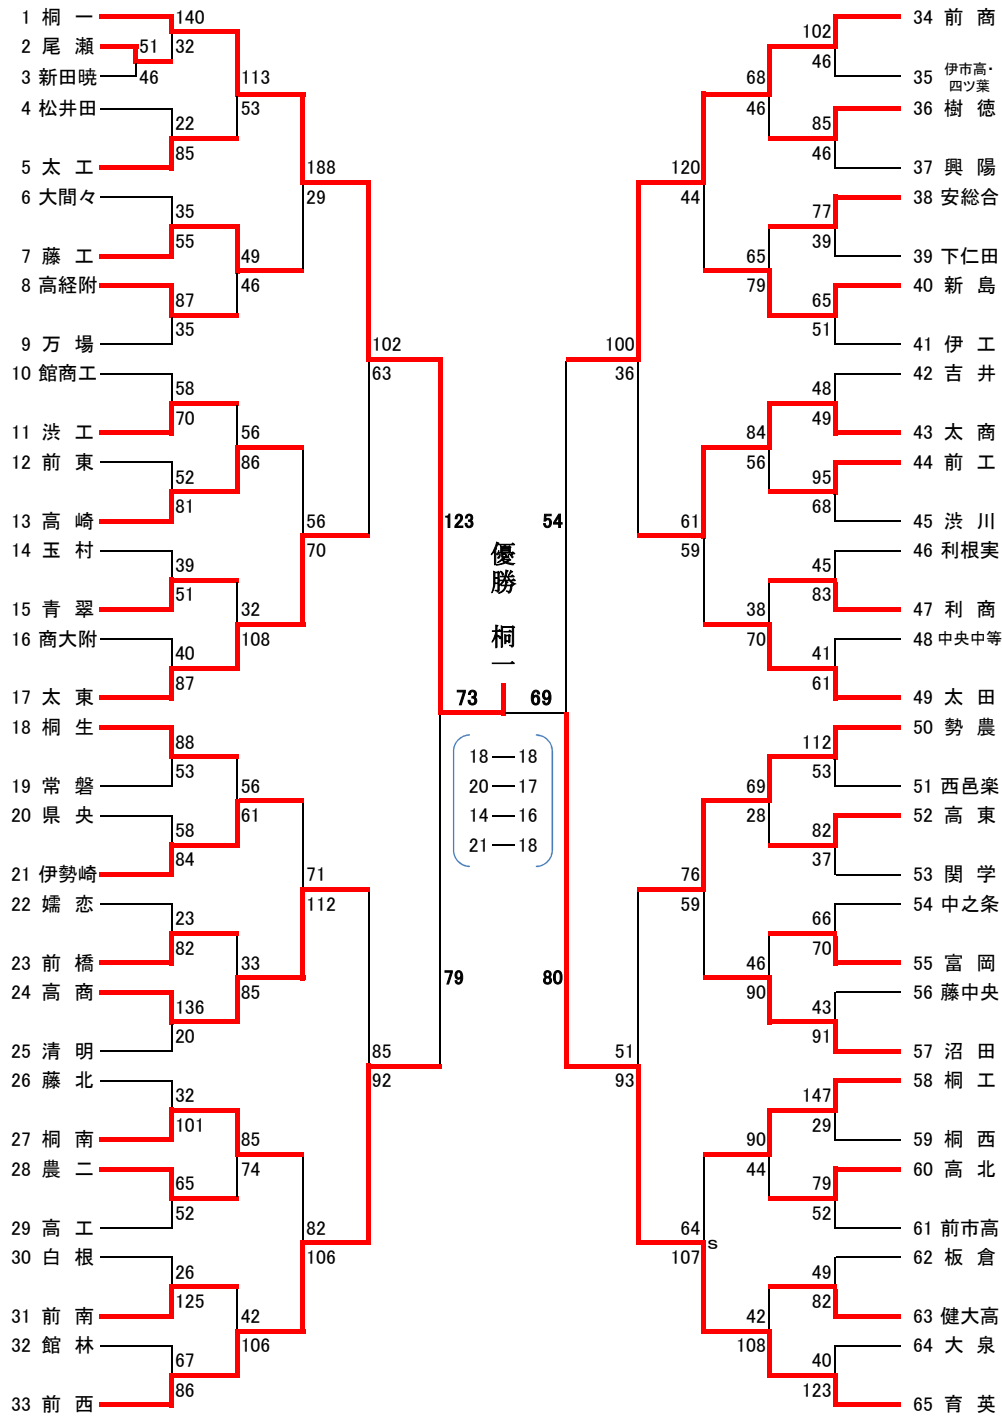 1 桐一
140
2 尾瀬
51
32
3 新田暁
46
113
4 松井田
53
22
85
5 太工
188
6 大間々
29
35
55
7 藤工
49
8 高経附
46
87
35
9 万場
102
10 館商工
63
58
70
11 渋工
56
12 前東
86
52
81
13 高崎
56
14 玉村
70
39
51
15 青翠
32
16 商大附
108
40
87
17 太東
123
18 桐生
88
53
19 常磐
56
20 県央
61
58
84
21 伊勢崎
71
22 嬬恋
112
23
82
23 前橋
33
24 高商
85
136
20
25 清明
79
85
26 藤北
92
32
101
27 桐南
85
28 農二
74
65
52
29 高工
82
30 白根
106
26
125
31 前南
42
32 館林
106
67
86
33 前西
優勝 桐一
73 69
18 18
20 17
14 16
21 18
34 前商
102
46
35 伊市高・
四ツ葉
68
36 樹徳
46
85
46
37 興陽
120
38 安総合
44
77
39
39 下仁田
65
40 新島
79
65
51
41 伊工
100
42 吉井
36
48
49
43 太商
84
44 前工
56
95
68
45 渋川
61
46 利根実
59
45
83
47 利商
38
48 中央中等
70
41
61
49 太田
54
50 勢農
112
53
51 西邑楽
69
52 高東
28
82
37
53 関学
76
54 中之条
59
66
70
55 富岡
46
56 藤中央
90
43
91
57 沼田
80
51
58 桐工
93
147
29
59 桐西
90
60 高北
44
79
52
61 前市高
64
s
62 板倉
107
49
82
63 健大高
42
64 大泉
108
40
123
65 育英